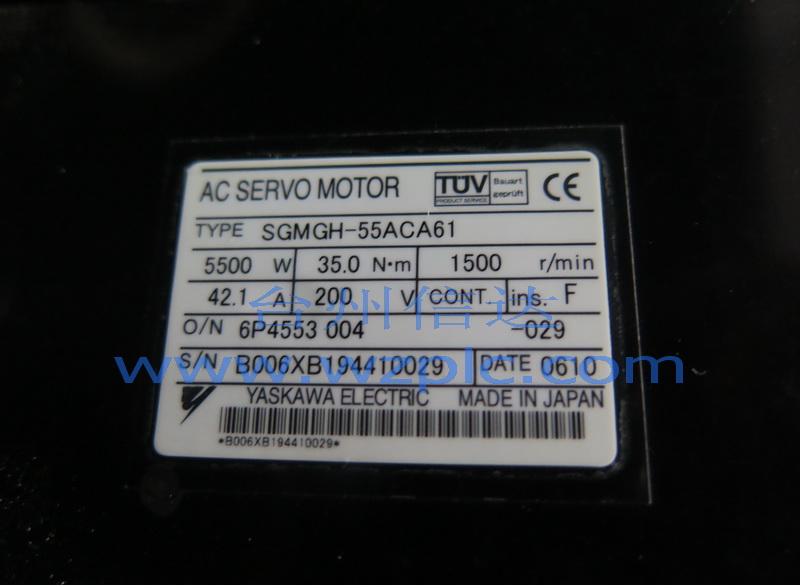 AC SERVO MOTOR TÜV PRODUCT SERVICE Bauart geprüft CE
TYPE SGMGH-55ACA61
5500 W 35.0 N·m 1500 r/min
42.1 A 200 V CONT. ins. F
台州信达
O/N 6P4553 004 -029
www.wzplc.com
S/N B006XB194410029 DATE 0610
YASKAWA ELECTRIC MADE IN JAPAN
*B006XB194410029*